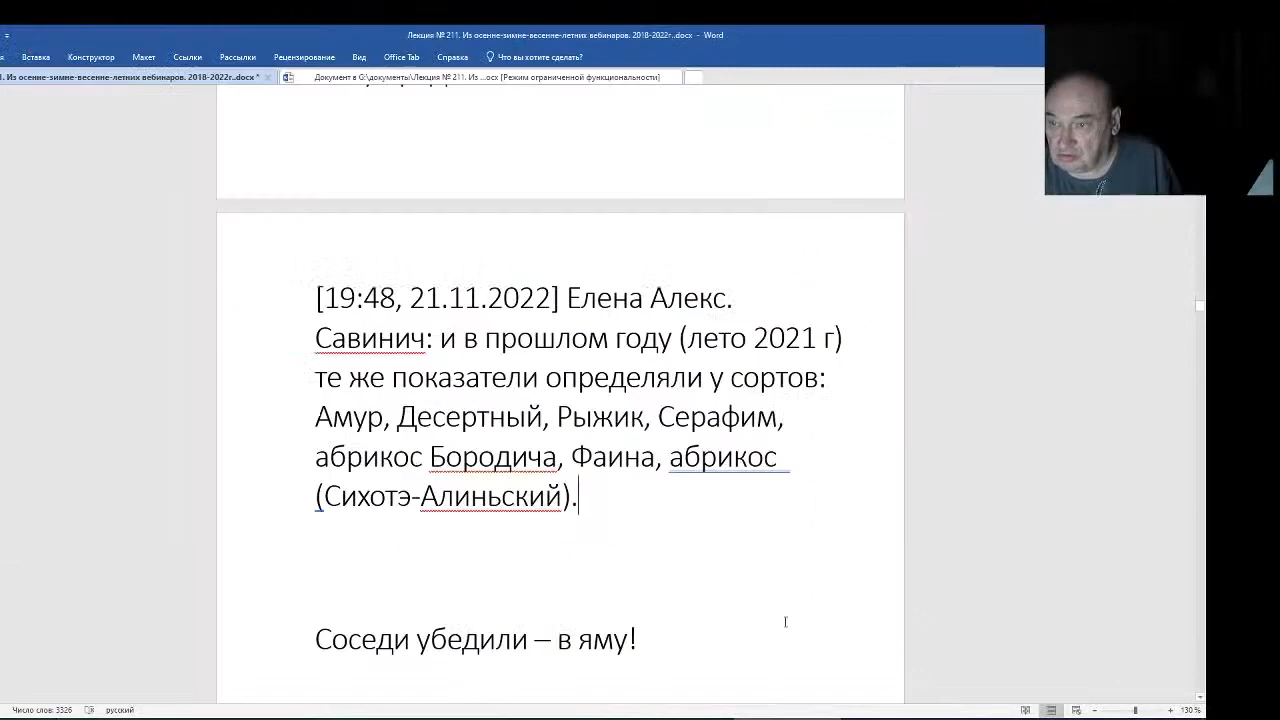 Лекция № 211. Из осенне-зимне-весенне-летних вебинаров. 2018-2022г..docx - Word
Вставка Конструктор Макет Ссылки Рассылки Рецензирование Вид Office Tab Справка Что вы хотите сделать?
1. Из осенне-зимне-весенне-летних вебинаров. 2018-2022г..docx * Документ в G:\документы\Лекция № 211. Из ...осx [Режим ограниченной функциональности]
[19:48, 21.11.2022] Елена Алекс.
Савинич: и в прошлом году (лето 2021 г)
те же показатели определяли у сортов:
Амур, Десертный, Рыжик, Серафим,
абрикос Бородича, Фаина, абрикос
(Сихотэ-Алиньский).
Соседи убедили – в яму!
Число слов: 3326 русский 130 %